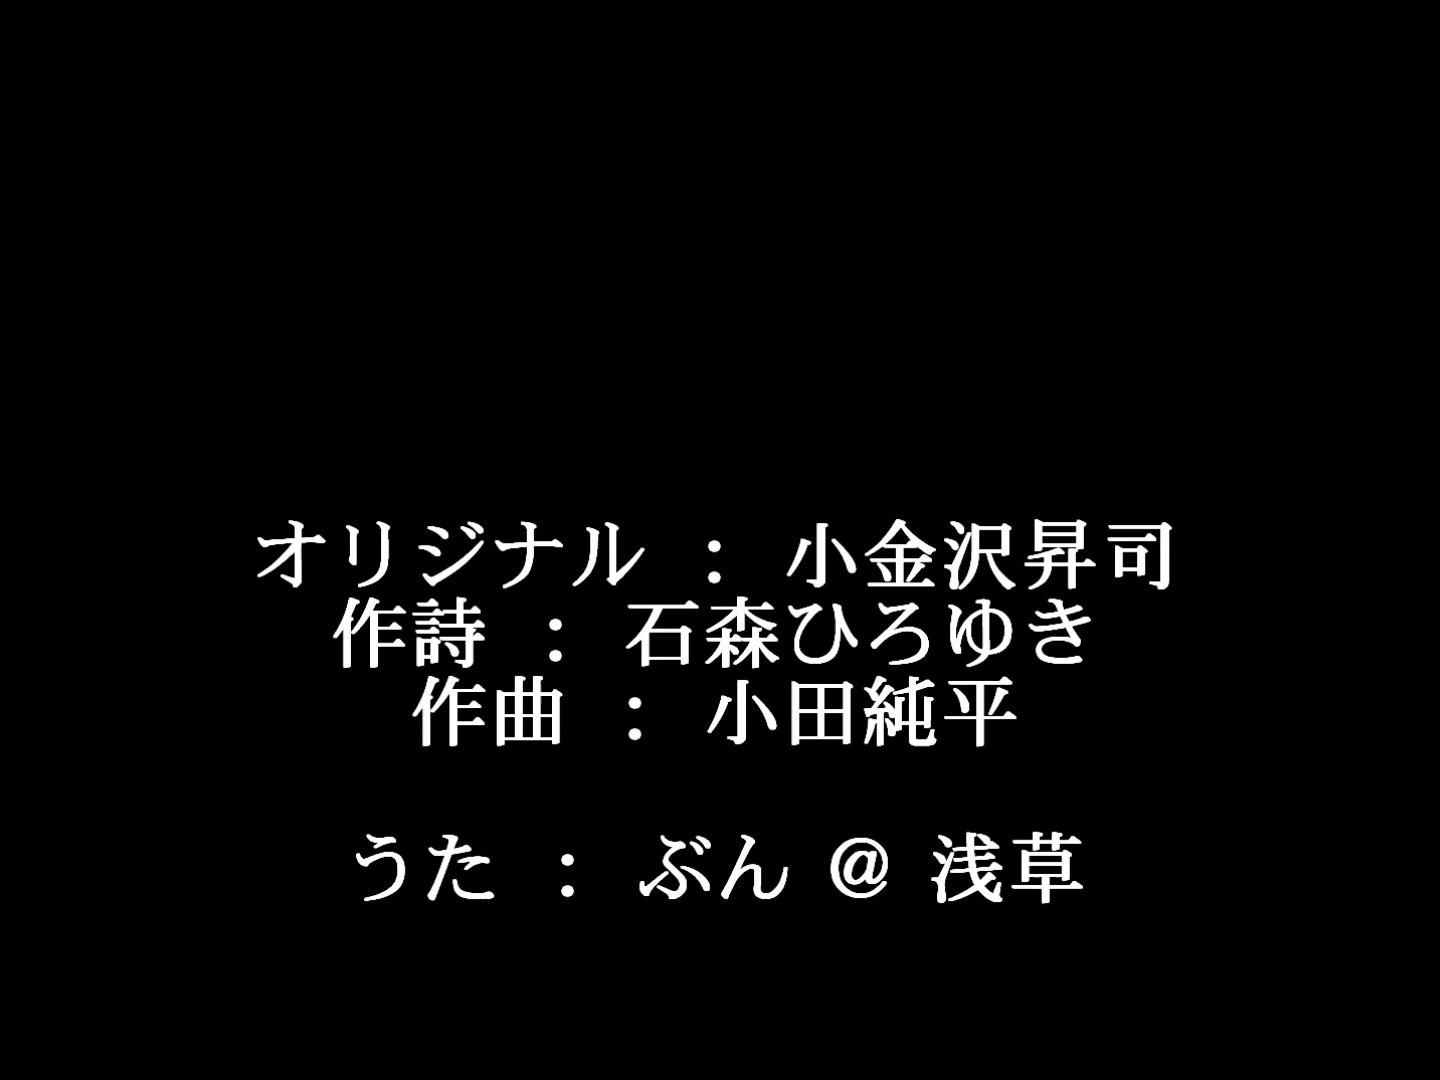 オリジナル : 小金沢昇司
作詩 : 石森ひろゆき
作曲 : 小田純平
うた : ぶん @ 浅草